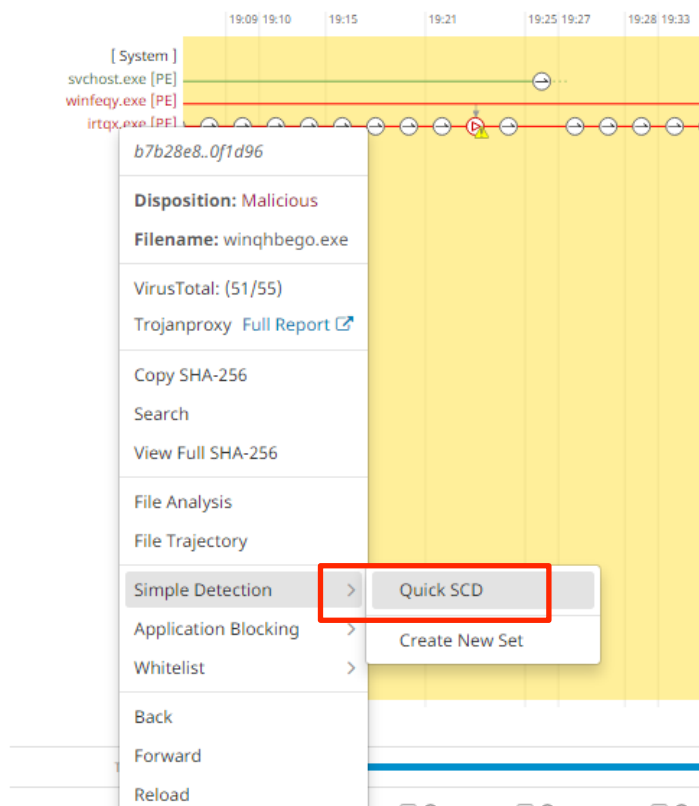 19:09 19:10 19:15 19:21 19:25 19:27 19:28 19:33
[ System ]
svchost.exe [PE]
winfeqy.exe [PE]
irtqx.exe [PE]
b7b28e8..0f1d96
Disposition: Malicious
Filename: winqhbego.exe
VirusTotal: (51/55)
Trojanproxy Full Report
Copy SHA-256
Search
View Full SHA-256
File Analysis
File Trajectory
Simple Detection
Quick SCD
Application Blocking
Create New Set
Whitelist
Back
Forward
Reload